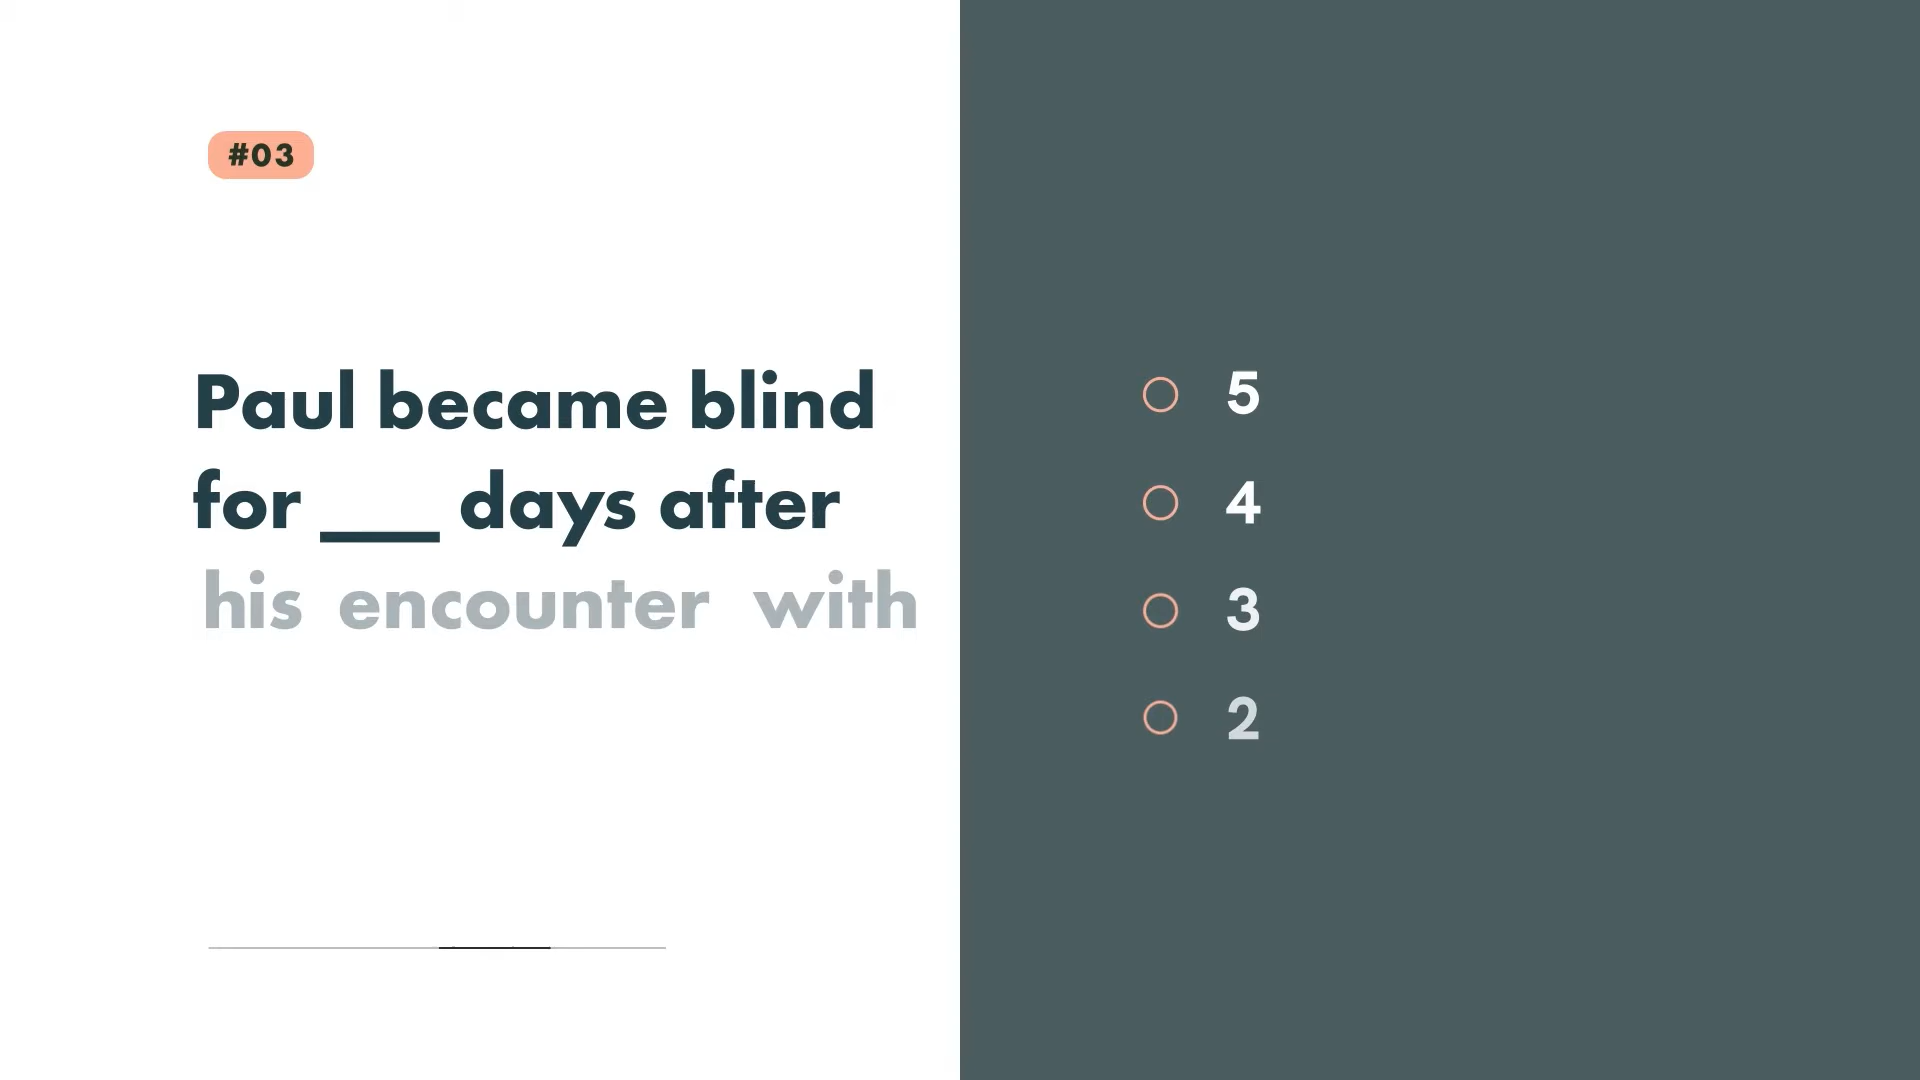 #03
Paul became blind
for ___ days after
his encounter with
5
4
3
2